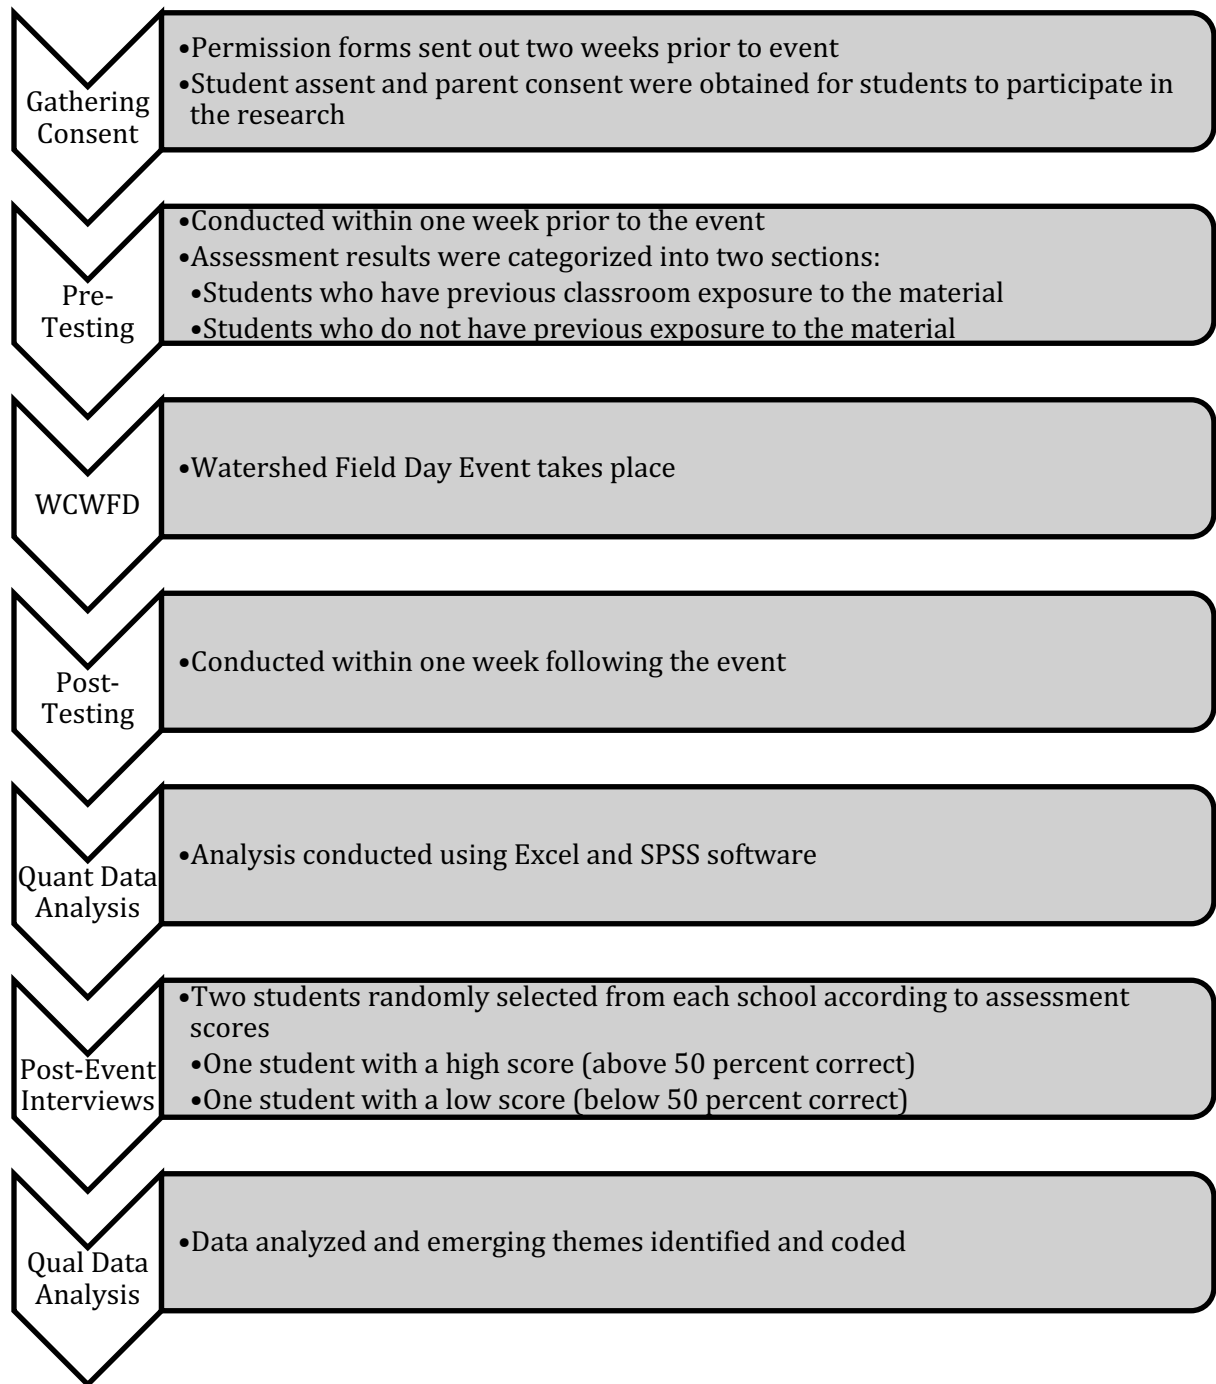 Gathering
Consent
•Permission forms sent out two weeks prior to event
•Student assent and parent consent were obtained for students to participate in
the research
Pre-
Testing
•Conducted within one week prior to the event
•Assessment results were categorized into two sections:
•Students who have previous classroom exposure to the material
•Students who do not have previous exposure to the material
WCWFD
•Watershed Field Day Event takes place
Post-
Testing
•Conducted within one week following the event
Quant Data
Analysis
•Analysis conducted using Excel and SPSS software
Post-Event
Interviews
•Two students randomly selected from each school according to assessment
scores
•One student with a high score (above 50 percent correct)
•One student with a low score (below 50 percent correct)
Qual Data
Analysis
•Data analyzed and emerging themes identified and coded